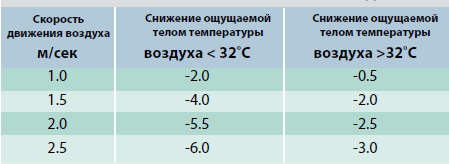 Скорость движения воздуха м/сек | Снижение ощущаемой телом температуры воздуха < 32°C | Снижение ощущаемой телом температуры воздуха >32°C
1.0 -2.0 -0.5
1.5 -4.0 -2.0
2.0 -5.5 -2.5
2.5 -6.0 -3.0